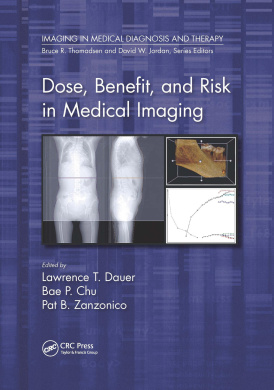 IMAGING IN MEDICAL DIAGNOSIS AND THERAPY
Bruce R. Thomadsen and David W. Jordan, Series Editors
Dose, Benefit, and Risk
in Medical Imaging
Edited by
Lawrence T. Dauer
Bae P. Chu
Pat B. Zanzonico
CRC
CRC Press
Taylor & Francis Group